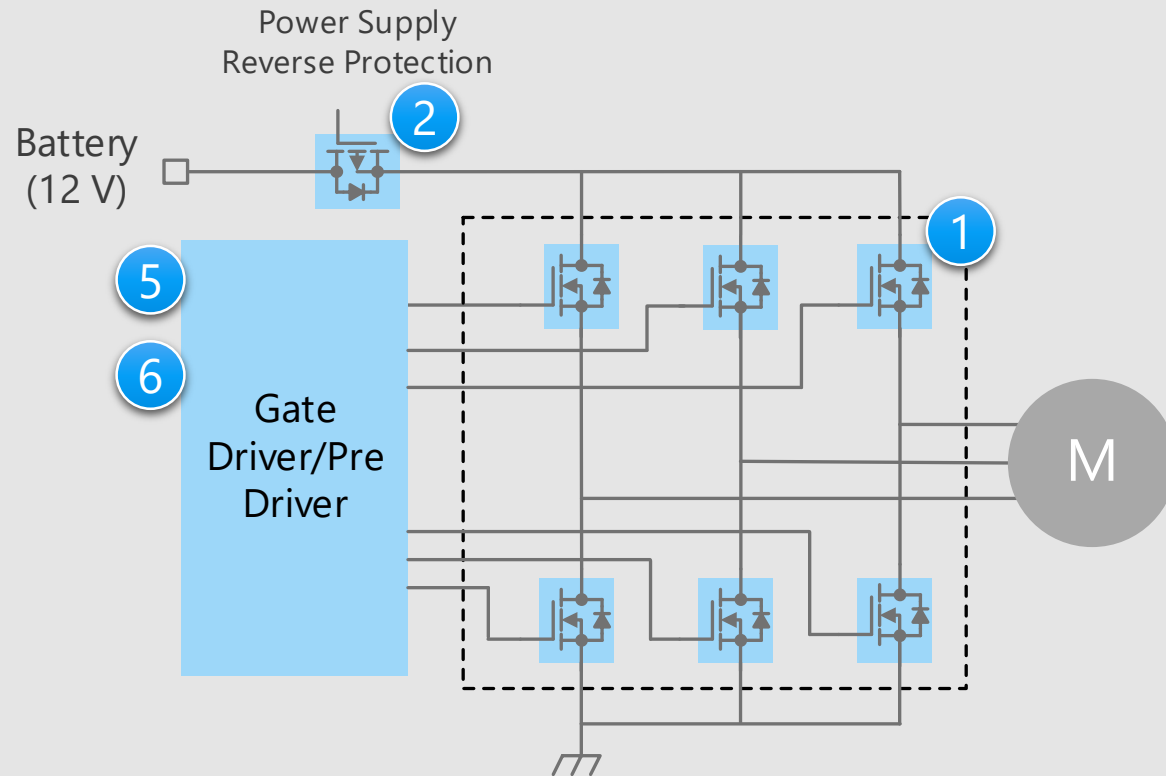 Power Supply
Reverse Protection
2
Battery
(12 V)
1
5
6
Gate
Driver/Pre
Driver
M